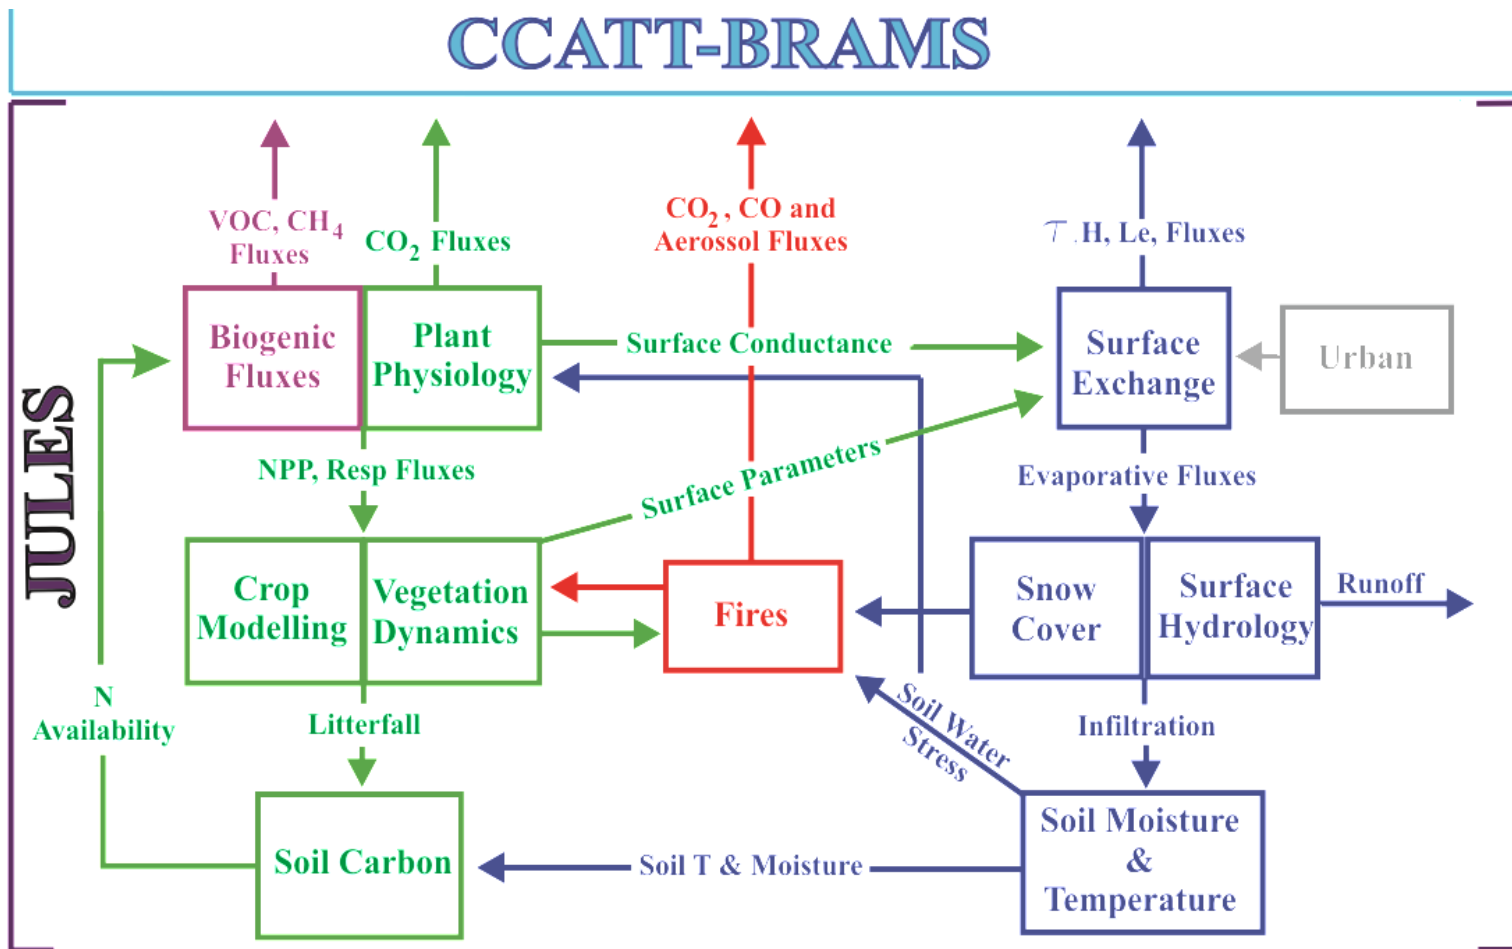 CCATT-BRAMS
JULES
VOC, CH₄
Fluxes
CO₂ Fluxes
CO₂ , CO and
Aerossol Fluxes
τ .H, Le, Fluxes
Biogenic
Fluxes
Plant
Physiology
Surface Conductance
Surface
Exchange
Urban
NPP, Resp Fluxes
Surface Parameters
Evaporative Fluxes
Crop
Modelling
Vegetation
Dynamics
Fires
Snow
Cover
Surface
Hydrology
Runoff
N
Availability
Litterfall
Soil Water
Stress
Infiltration
Soil Carbon
Soil T & Moisture
Soil Moisture
&
Temperature